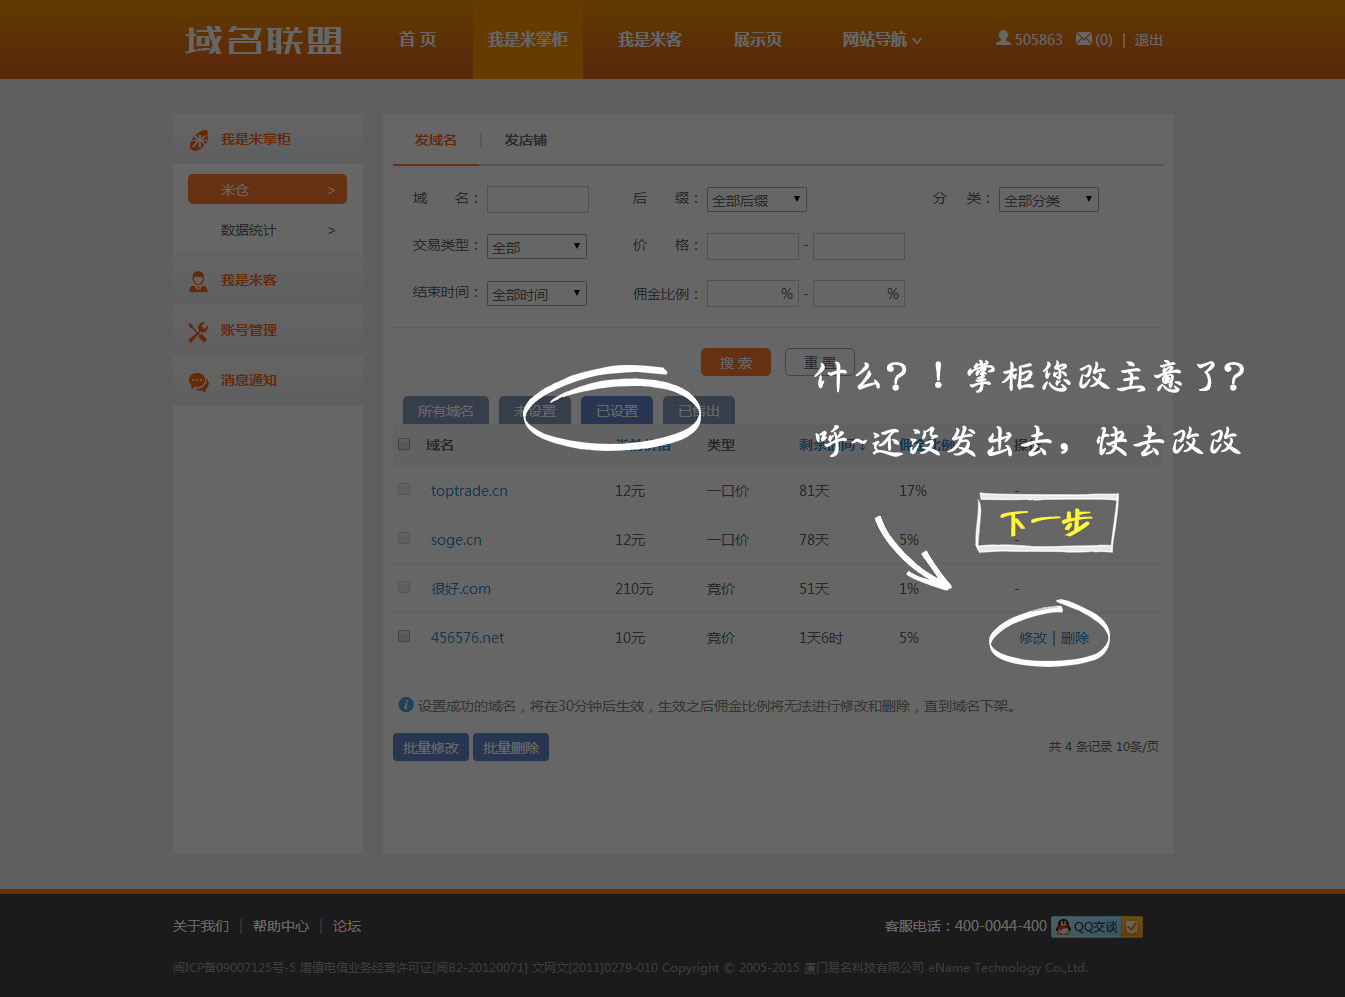 域名联盟 首 页 我是米掌柜 我是米客 展示页 网站导航 505863 (0) | 退出
我是米掌柜
米仓 >
数据统计 >
我是米客
账号管理
消息通知
发域名 | 发店铺
域 名： 后 缀： 全部后缀 分 类： 全部分类
交易类型： 全部 价 格： -
结束时间： 全部时间 佣金比例： % - %
搜 索 重 置
什么？！掌柜您改主意了？
呼~还没发出去，快去改改
下一步
所有域名 未设置 已设置 已售出
域名 类型
toptrade.cn 12元 一口价 81天 17% -
soge.cn 12元 一口价 78天 5% -
很好.com 210元 竞价 51天 1% -
456576.net 10元 竞价 1天6时 5% 修改 | 删除
设置成功的域名，将在30分钟后生效，生效之后佣金比例将无法进行修改和删除，直到域名下架。
批量修改 批量删除 共 4 条记录 10条/页
关于我们 | 帮助中心 | 论坛 客服电话：400-0044-400 QQ交谈
闽ICP备09007125号-5 增值电信业务经营许可证[闽B2-20120071] 文网文[2011]0279-010 Copyright © 2005-2015 厦门易名科技有限公司 eName Technology Co.,Ltd.